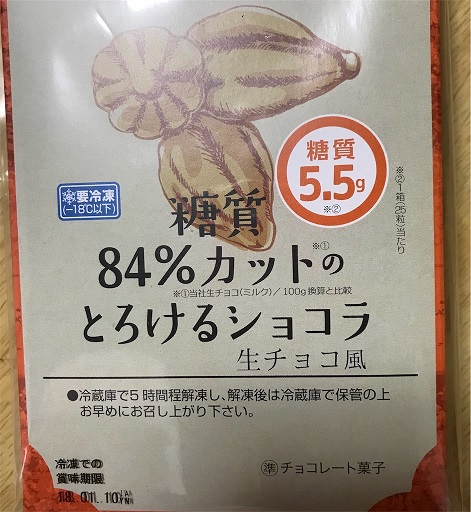 糖質
5.5g
※②
※②1箱(25粒)当たり
要冷凍
(-18℃以下)
糖質
84%カット※①の
※①当社生チョコ(ミルク)/100g換算と比較
とろけるショコラ
生チョコ風
●冷蔵庫で5時間程解凍し、解凍後は冷蔵庫で保管の上
お早めにお召し上がり下さい。
冷凍での
賞味期限
18.01.10
準チョコレート菓子